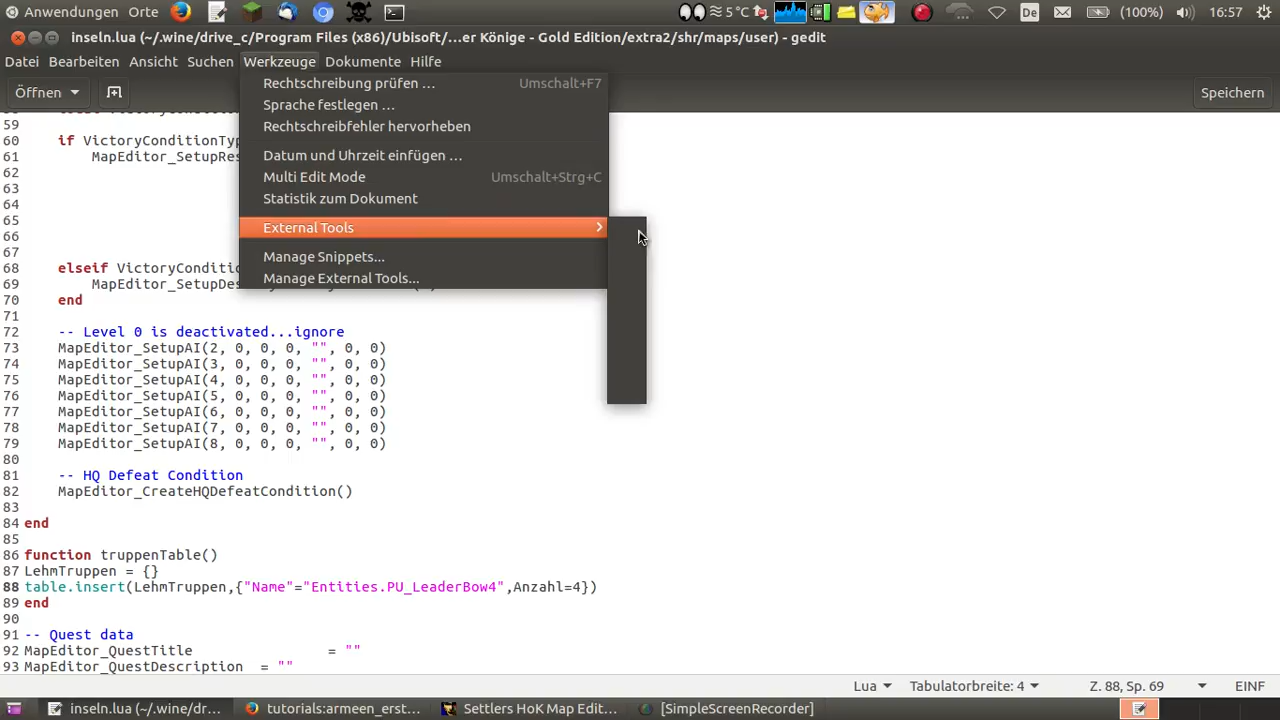 Anwendungen Orte 5 °C De (100%) 16:57
inseln.lua (~/.wine/drive_c/Program Files (x86)/Ubisoft/...er Könige - Gold Edition/extra2/shr/maps/user) - gedit
Datei Bearbeiten Ansicht Suchen Werkzeuge Dokumente Hilfe
Öffnen Speichern
Rechtschreibung prüfen ... Umschalt+F7
Sprache festlegen ...
Rechtschreibfehler hervorheben
Datum und Uhrzeit einfügen ...
Multi Edit Mode Umschalt+Strg+C
Statistik zum Dokument
External Tools
Manage Snippets...
Manage External Tools...
59
60 if VictoryConditionTyp
61 MapEditor_SetupRes
62
63
64
65
66
67
68 elseif VictoryConditio
69 MapEditor_SetupDes
70 end
71
72 -- Level 0 is deactivated...ignore
73 MapEditor_SetupAI(2, 0, 0, 0, "", 0, 0)
74 MapEditor_SetupAI(3, 0, 0, 0, "", 0, 0)
75 MapEditor_SetupAI(4, 0, 0, 0, "", 0, 0)
76 MapEditor_SetupAI(5, 0, 0, 0, "", 0, 0)
77 MapEditor_SetupAI(6, 0, 0, 0, "", 0, 0)
78 MapEditor_SetupAI(7, 0, 0, 0, "", 0, 0)
79 MapEditor_SetupAI(8, 0, 0, 0, "", 0, 0)
80
81 -- HQ Defeat Condition
82 MapEditor_CreateHQDefeatCondition()
83
84 end
85
86 function truppenTable()
87 LehmTruppen = {}
88 table.insert(LehmTruppen,{"Name"="Entities.PU_LeaderBow4",Anzahl=4})
89 end
90
91 -- Quest data
92 MapEditor_QuestTitle = ""
93 MapEditor_QuestDescription = ""
Lua Tabulatorbreite: 4 Z. 88, Sp. 69 EINF
inseln.lua (~/.wine/dr... tutorials:armeen_erst... Settlers HoK Map Edit... [SimpleScreenRecorder]